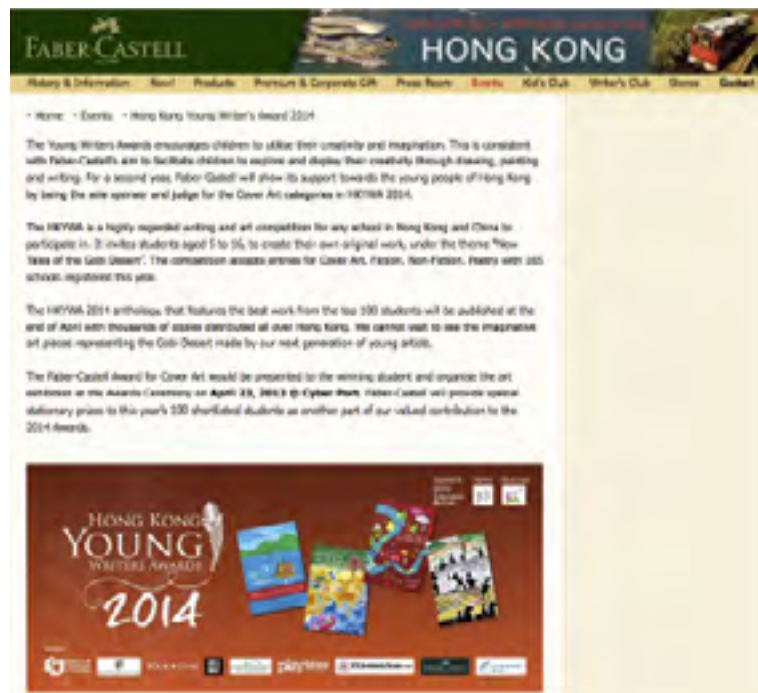 FABER-CASTELL
HONG KONG
History & Information News! Products Premium & Corporate Gift Press Room Events Kid's Club Writer's Club Stores Contact
Home Events Hong Kong Young Writer's Award 2014
The Young Writers Awards encourages children to utilise their creativity and imagination. This is consistent
with Faber-Castell's aim to facilitate children to explore and display their creativity through drawing, painting
and writing. For a second year, Faber-Castell will show its support towards the young people of Hong Kong
by being the sole sponsor and judge for the Cover Art categories in HKYWA 2014.
The HKYWA is a highly regarded writing and art competition for any school in Hong Kong and China to
participate in. It invites students aged 5 to 16, to create their own original work, under the theme "New
Tales of the Gobi Desert". The competition accepts entries for Cover Art, Fiction, Non-Fiction, Poetry with 165
schools registered this year.
The HKYWA 2014 anthology that features the best work from the top 100 students will be published at the
end of April with thousands of copies distributed all over Hong Kong. We cannot wait to see the imaginative
art pieces representing the Gobi Desert made by our next generation of young artists.
The Faber-Castell Award for Cover Art would be presented to the winning student and organise the art
exhibition at the Awards Ceremony on April 23, 2013 @ Cyber Port. Faber-Castell will provide special
stationary prizes to this year's 100 shortlisted students as another part of our valued contribution to the
2014 Awards.
HONG KONG
YOUNG
WRITERS AWARDS
2014
playtimes